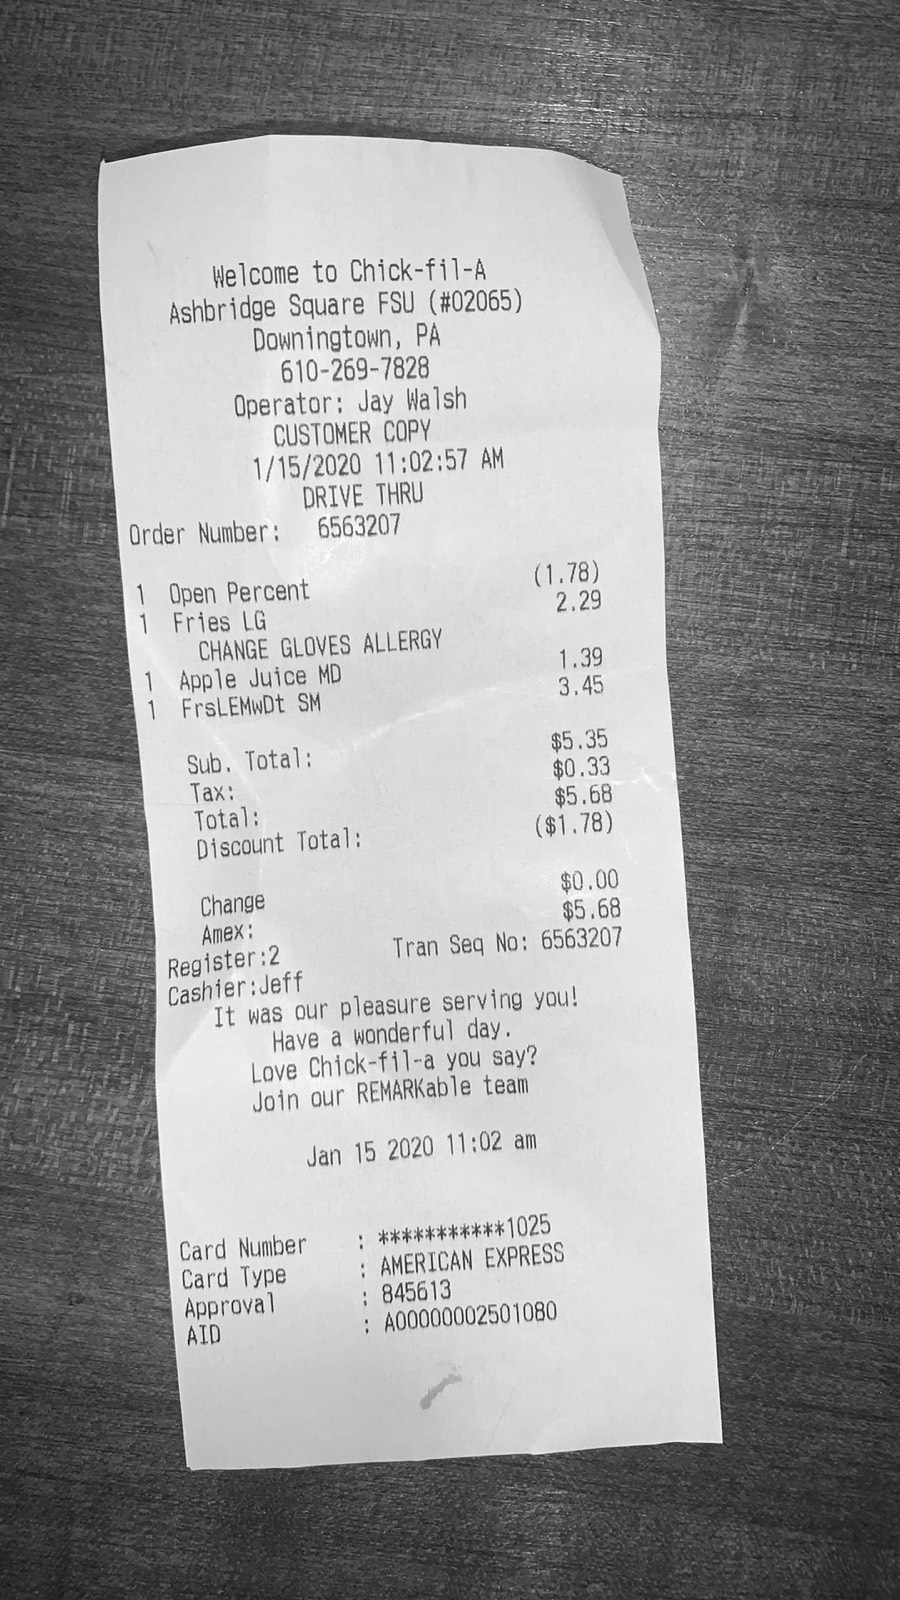 Welcome to Chick-fil-A
Ashbridge Square FSU (#02065)
Downingtown, PA
610-269-7828
Operator: Jay Walsh
CUSTOMER COPY
1/15/2020 11:02:57 AM
DRIVE THRU
Order Number: 6563207
1 Open Percent (1.78)
1 Fries LG 2.29
CHANGE GLOVES ALLERGY
1 Apple Juice MD 1.39
1 FrsLEMwDt SM 3.45
Sub. Total: $5.35
Tax: $0.33
Total: $5.68
Discount Total: ($1.78)
Change $0.00
Amex: $5.68
Register:2 Tran Seq No: 6563207
Cashier:Jeff
It was our pleasure serving you!
Have a wonderful day.
Love Chick-fil-a you say?
Join our REMARKable team
Jan 15 2020 11:02 am
Card Number : ***********1025
Card Type : AMERICAN EXPRESS
Approval : 845613
AID : A00000002501080